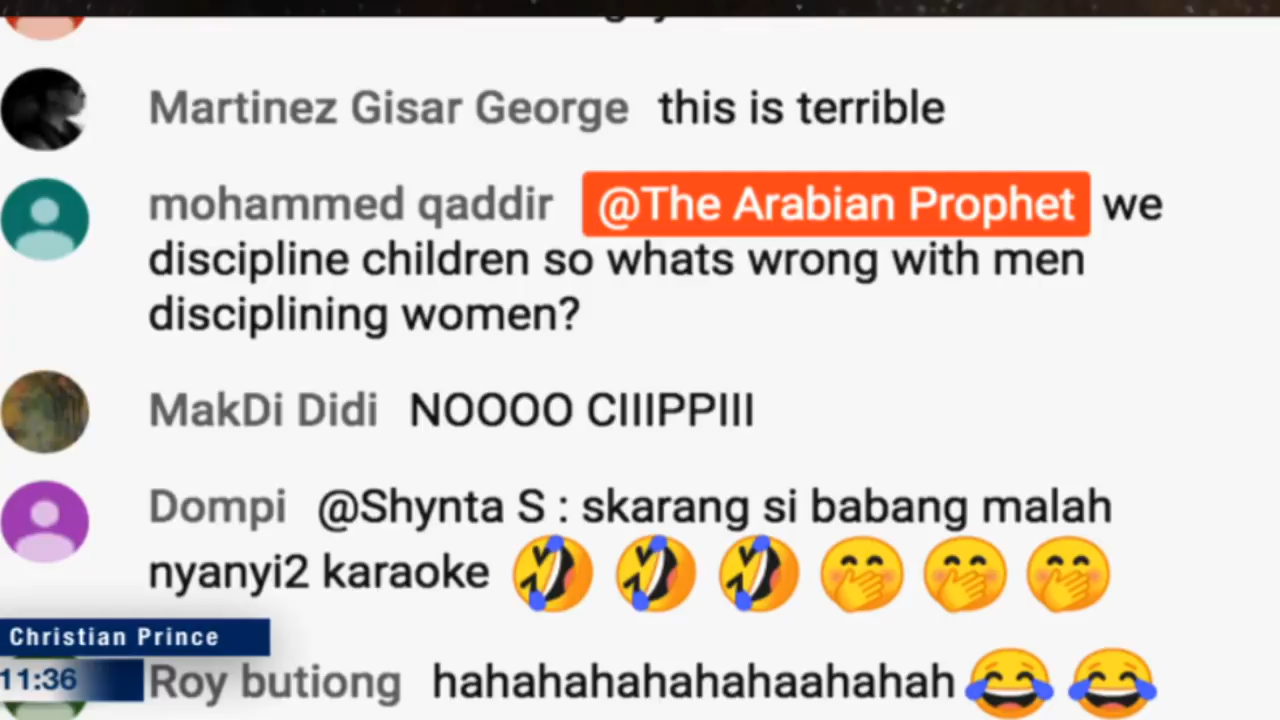 Martinez Gisar George this is terrible
mohammed qaddir @The Arabian Prophet we
discipline children so whats wrong with men
disciplining women?
MakDi Didi NOOOO CIIIPPIII
Dompi @Shynta S : skarang si babang malah
nyanyi2 karaoke 🤣 🤣 🤣 🤭 🤭 🤭
Christian Prince
11:36
Roy butiong hahahahahahahaahahah 😂 😂